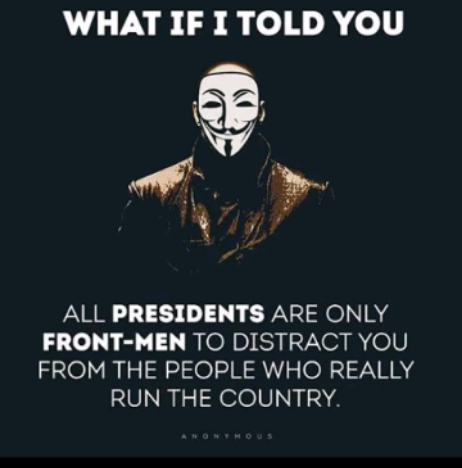 WHAT IF I TOLD YOU
ALL PRESIDENTS ARE ONLY
FRONT-MEN TO DISTRACT YOU
FROM THE PEOPLE WHO REALLY
RUN THE COUNTRY.
ANONYMOUS